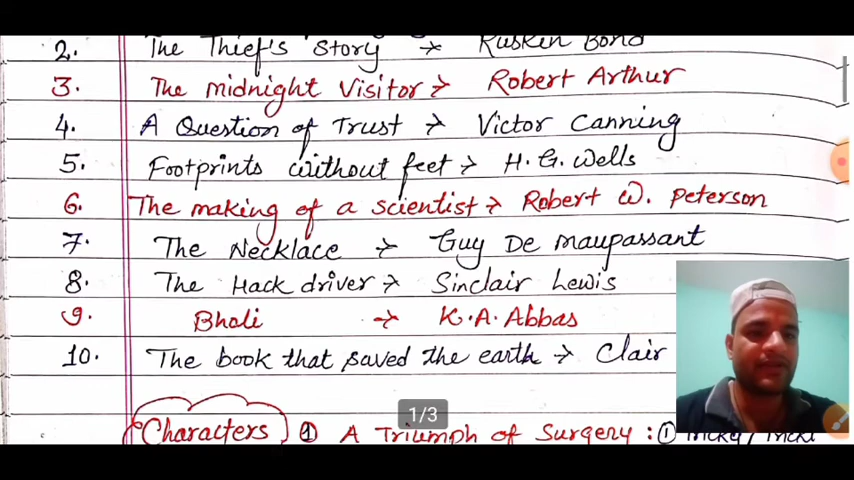 2. The Thief's Story → Ruskin Bond
3. The midnight Visitor → Robert Arthur
4. A Question of Trust → Victor Canning
5. Footprints without feet → H. G. Wells
6. The making of a scientist → Robert W. Peterson
7. The Necklace → Guy De maupassant
8. The Hack driver → Sinclair Lewis
9. Bholi → K. A. Abbas
10. The book that saved the earth → Clair
1/3
Characters ① A Triumph of Surgery : ①